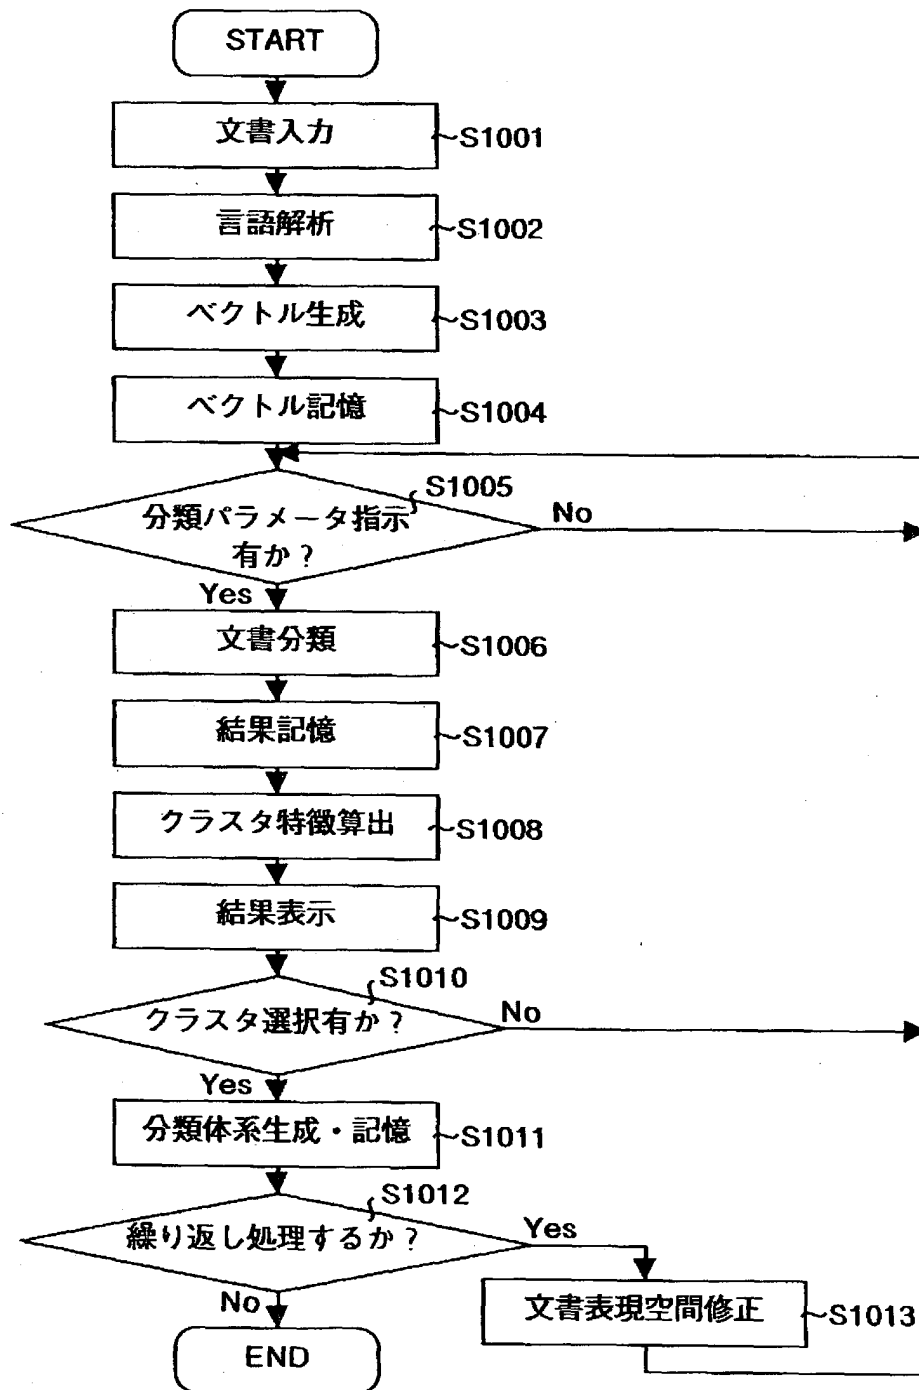 START
文書入力
S1001
言語解析
S1002
ベクトル生成
S1003
ベクトル記憶
S1004
S1005
分類パラメータ指示
有か?
No
Yes
文書分類
S1006
結果記憶
S1007
クラスタ特徴算出
S1008
結果表示
S1009
S1010
クラスタ選択有か?
No
Yes
分類体系生成・記憶
S1011
S1012
繰り返し処理するか?
Yes
No
文書表現空間修正
S1013
END